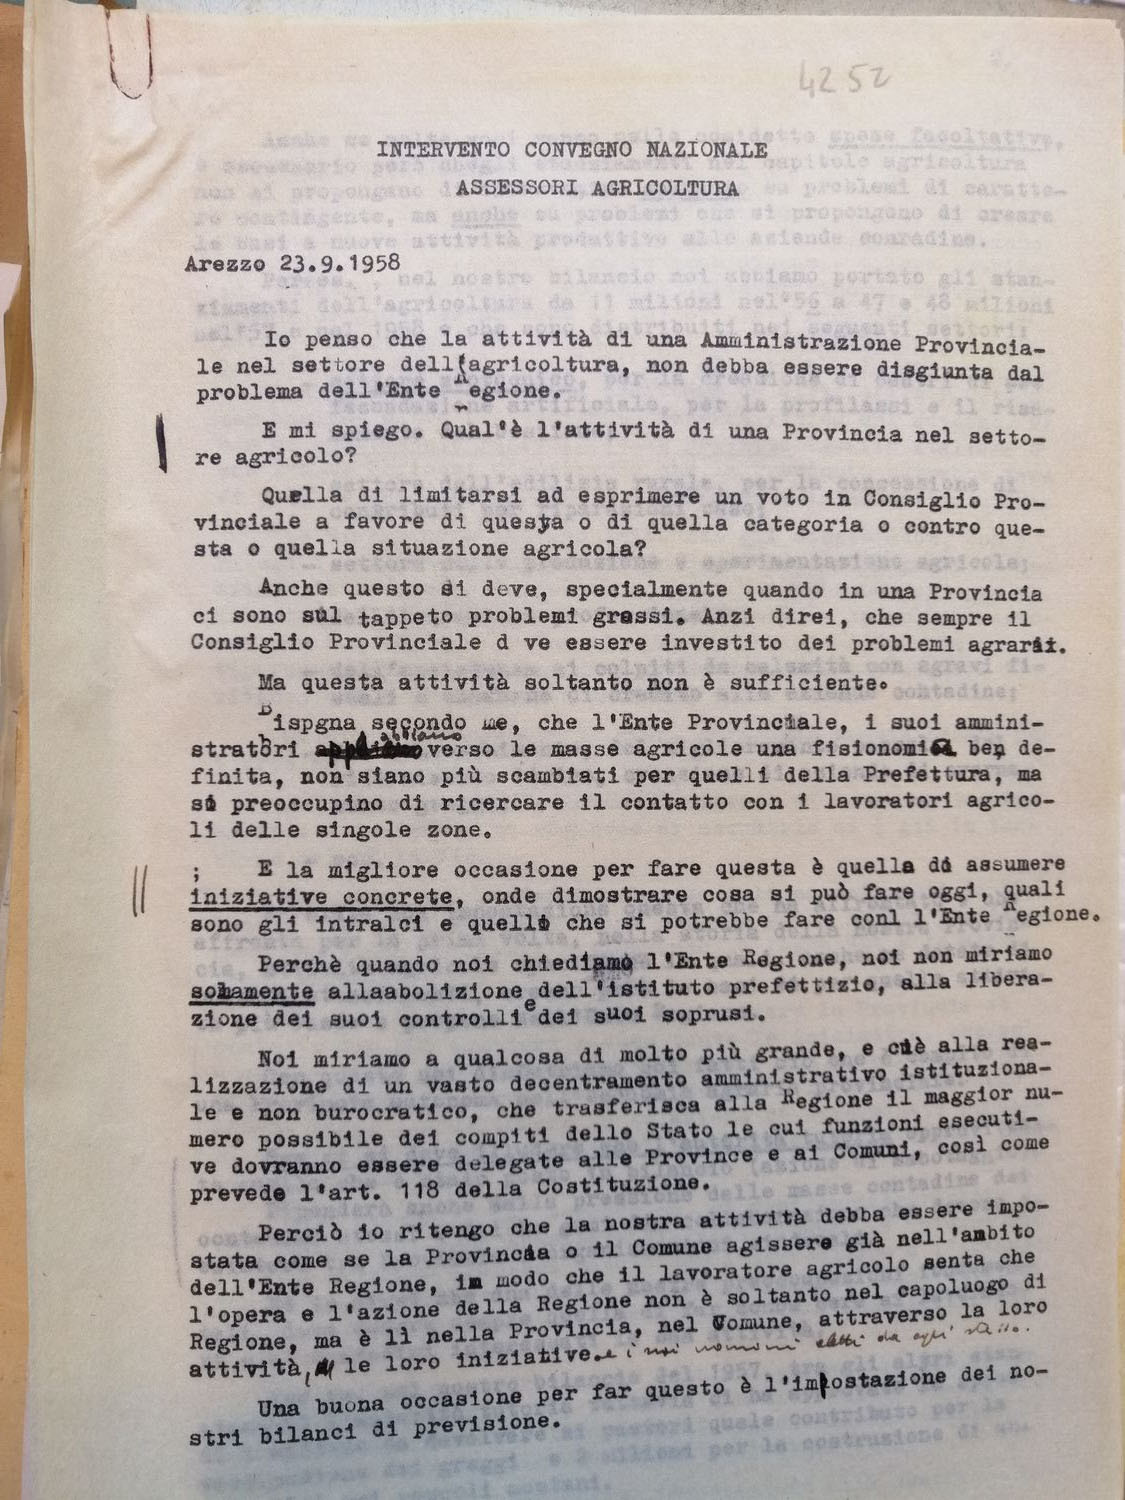 4252
INTERVENTO CONVEGNO NAZIONALE
ASSESSORI AGRICOLTURA
Arezzo 23.9.1958
Io penso che la attività di una Amministrazione Provincia-
le nel settore dell'agricoltura, non debba essere disgiunta dal
problema dell'Ente Regione.
E mi spiego. Qual'è l'attività di una Provincia nel setto-
re agricolo?
Quella di limitarsi ad esprimere un voto in Consiglio Pro-
vinciale a favore di questa o di quella categoria o contro que-
sta o quella situazione agricola?
Anche questo si deve, specialmente quando in una Provincia
ci sono sul tappeto problemi grossi. Anzi direi, che sempre il
Consiglio Provinciale d ve essere investito dei problemi agrari.
Ma questa attività soltanto non è sufficiente.
Bispgna secondo me, che l'Ente Provinciale, i suoi ammini-
stratori abbiano verso le masse agricole una fisionomia ben de-
finita, non siano più scambiati per quelli della Prefettura, ma
si preoccupino di ricercare il contatto con i lavoratori agrico-
li delle singole zone.
; E la migliore occasione per fare questa è quella di assumere
iniziative concrete, onde dimostrare cosa si può fare oggi, quali
sono gli intralci e quello che si potrebbe fare conl l'Ente Regione.
Perchè quando noi chiediamo l'Ente Regione, noi non miriamo
solamente allaabolizione dell'istituto prefettizio, alla libera-
zione dei suoi controlli e dei suoi soprusi.
Noi miriamo a qualcosa di molto più grande, e ciè alla rea-
lizzazione di un vasto decentramento amministrativo istituziona-
le e non burocratico, che trasferisca alla Regione il maggior nu-
mero possibile dei compiti dello Stato le cui funzioni esecuti-
ve dovranno essere delegate alle Province e ai Comuni, così come
prevede l'art. 118 della Costituzione.
Perciò io ritengo che la nostra attività debba essere impo-
stata come se la Provincia o il Comune agissere già nell'ambito
dell'Ente Regione, in modo che il lavoratore agricolo senta che
l'opera e l'azione della Regione non è soltanto nel capoluogo di
Regione, ma è lì nella Provincia, nel Comune, attraverso la loro
attività, le loro iniziative. e i suoi uomini eletti da
Una buona occasione per far questo è l'impostazione dei no-
stri bilanci di previsione.